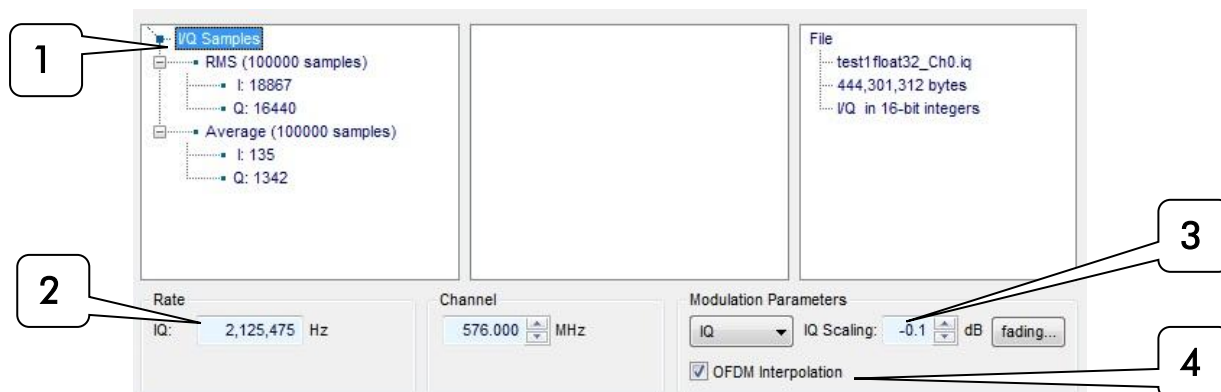 1
I/Q Samples
RMS (100000 samples)
I: 18867
Q: 16440
Average (100000 samples)
I: 135
Q: 1342
File
test1float32_Ch0.iq
444,301,312 bytes
I/Q in 16-bit integers
2
3
Rate
IQ: 2,125,475 Hz
Channel
576.000 MHz
Modulation Parameters
IQ IQ Scaling: -0.1 dB fading...
OFDM Interpolation
4